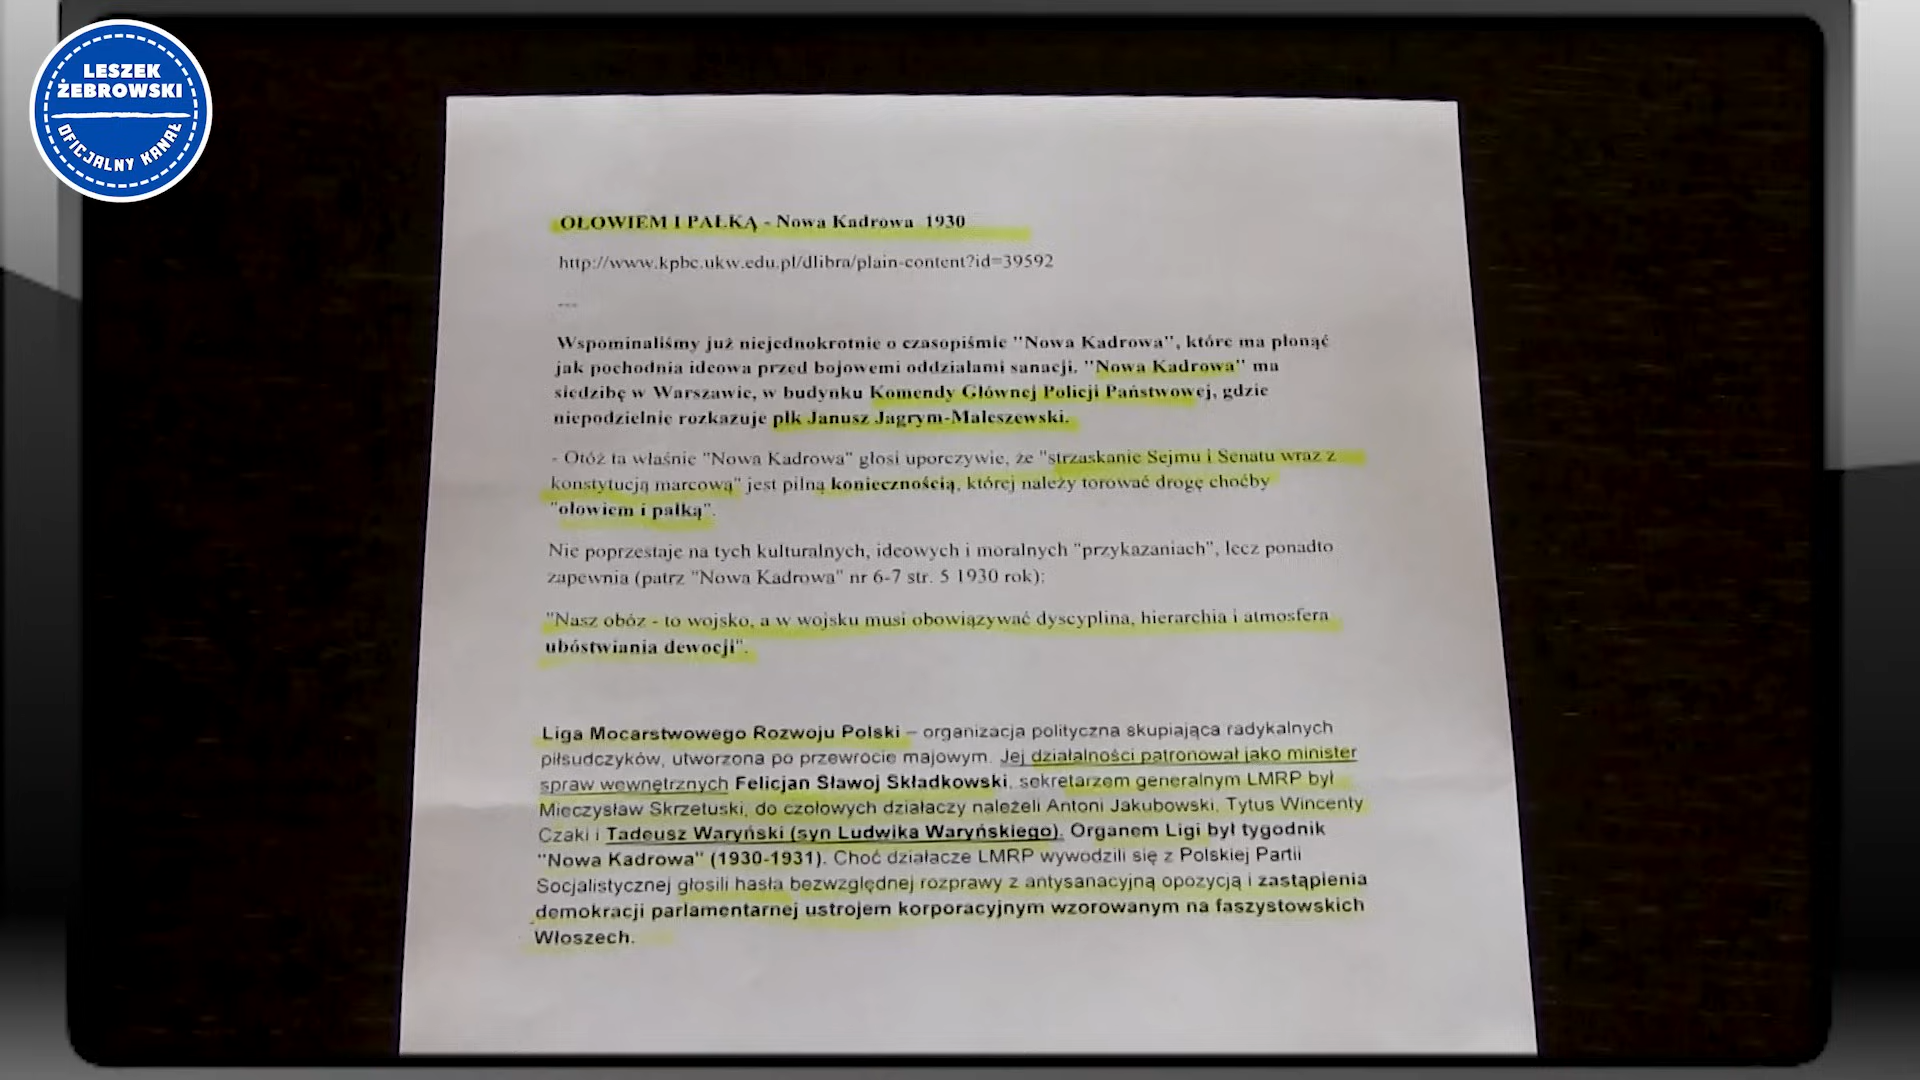 LESZEK
ŻEBROWSKI
OFICJALNY KANAŁ
OŁOWIEM I PAŁKĄ - Nowa Kadrowa 1930
http://www.kpbc.ukw.edu.pl/dlibra/plain-content?id=39592
---
Wspominaliśmy już niejednokrotnie o czasopiśmie "Nowa Kadrowa", które ma płonąć
jak pochodnia ideowa przed bojowemi oddziałami sanacji. "Nowa Kadrowa" ma
siedzibę w Warszawie, w budynku Komendy Głównej Policji Państwowej, gdzie
niepodzielnie rozkazuje płk Janusz Jagrym-Maleszewski.
- Otóż ta właśnie "Nowa Kadrowa" głosi uporczywie, że "strzaskanie Sejmu i Senatu wraz z
konstytucją marcową" jest pilną koniecznością, której należy torować drogę choćby
"ołowiem i pałką".
Nie poprzestaje na tych kulturalnych, ideowych i moralnych "przykazaniach", lecz ponadto
zapewnia (patrz "Nowa Kadrowa" nr 6-7 str. 5 1930 rok):
"Nasz obóz - to wojsko, a w wojsku musi obowiązywać dyscyplina, hierarchia i atmosfera
ubóstwiania dewocji".
Liga Mocarstwowego Rozwoju Polski – organizacja polityczna skupiająca radykalnych
piłsudczyków, utworzona po przewrocie majowym. Jej działalności patronował jako minister
spraw wewnętrznych Felicjan Sławoj Składkowski, sekretarzem generalnym LMRP był
Mieczysław Skrzetuski, do czołowych działaczy należeli Antoni Jakubowski, Tytus Wincenty
Czaki i Tadeusz Waryński (syn Ludwika Waryńskiego). Organem Ligi był tygodnik
"Nowa Kadrowa" (1930-1931). Choć działacze LMRP wywodzili się z Polskiej Partii
Socjalistycznej głosili hasła bezwzględnej rozprawy z antysanacyjną opozycją i zastąpienia
demokracji parlamentarnej ustrojem korporacyjnym wzorowanym na faszystowskich
Włoszech.